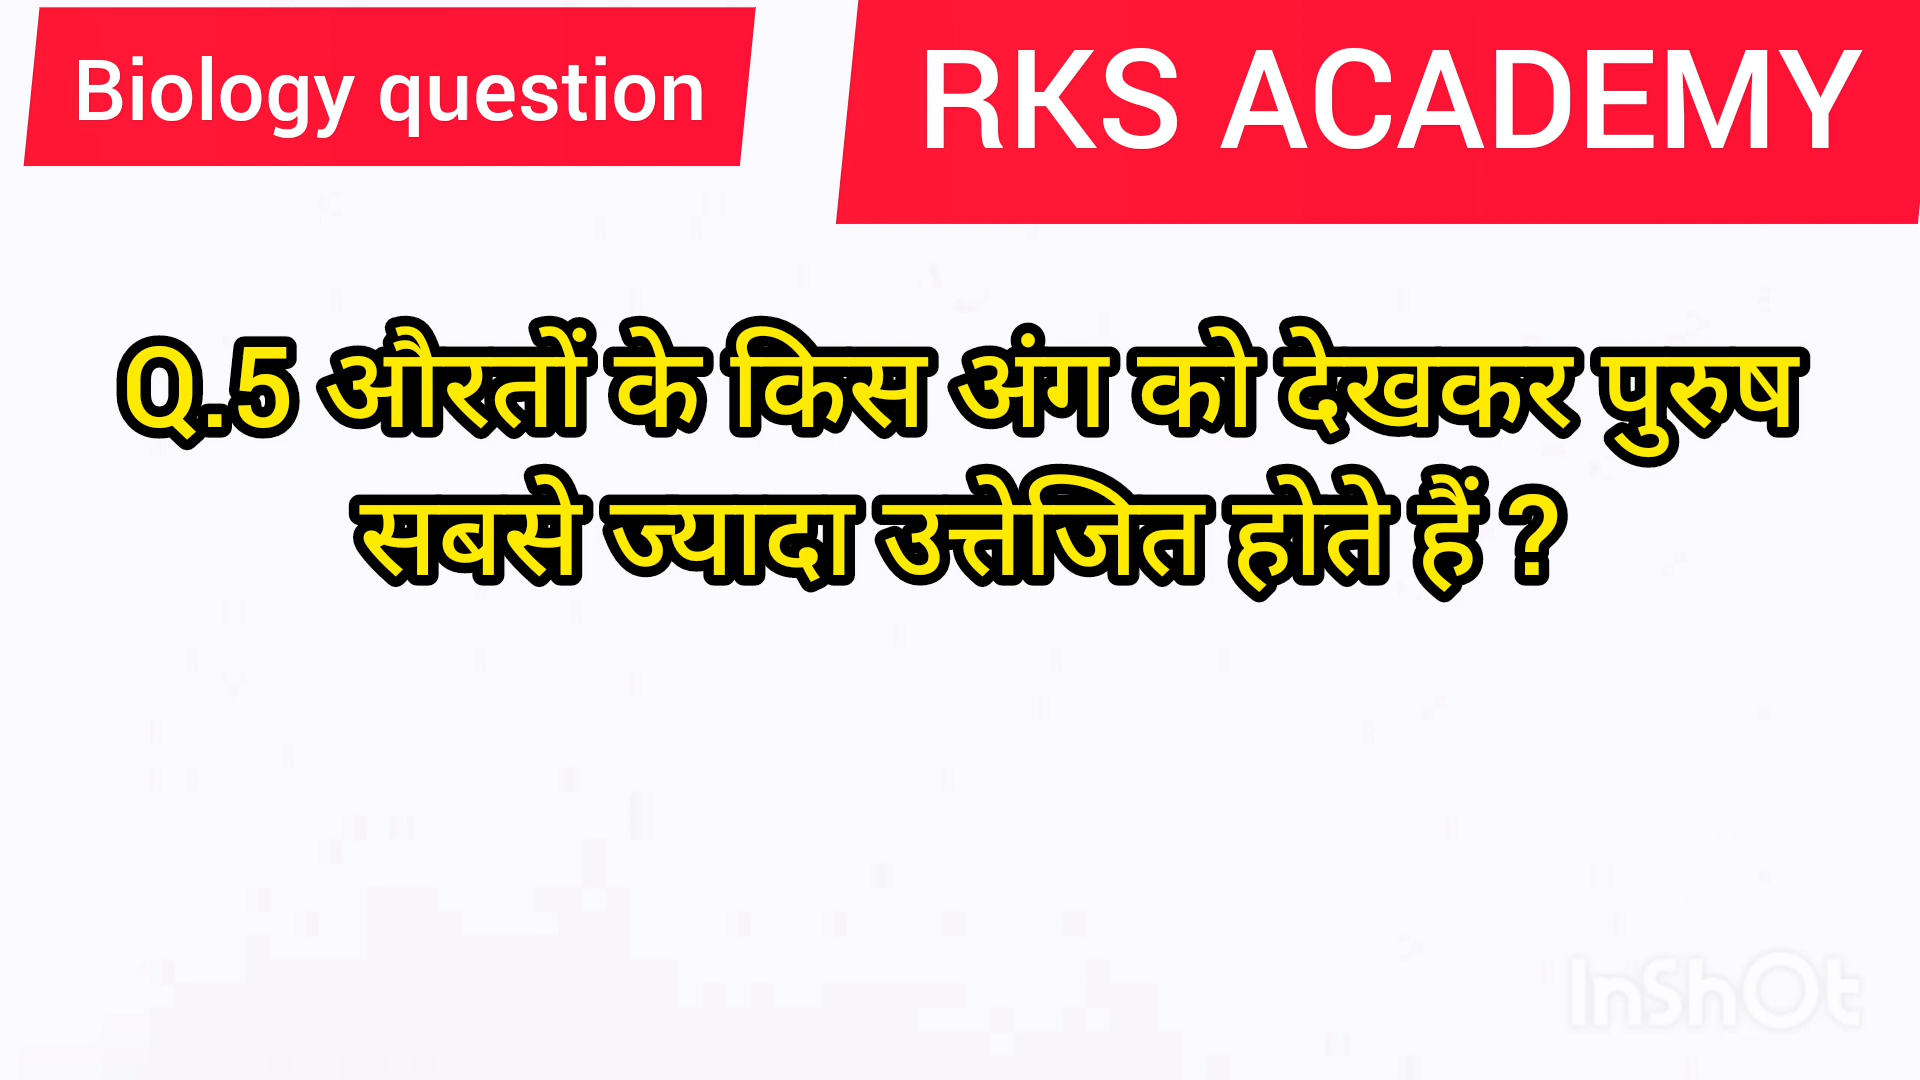 Biology question
RKS ACADEMY
Q.5 औरतों के किस अंग को देखकर पुरुष
सबसे ज्यादा उत्तेजित होते हैं ?
InShOt